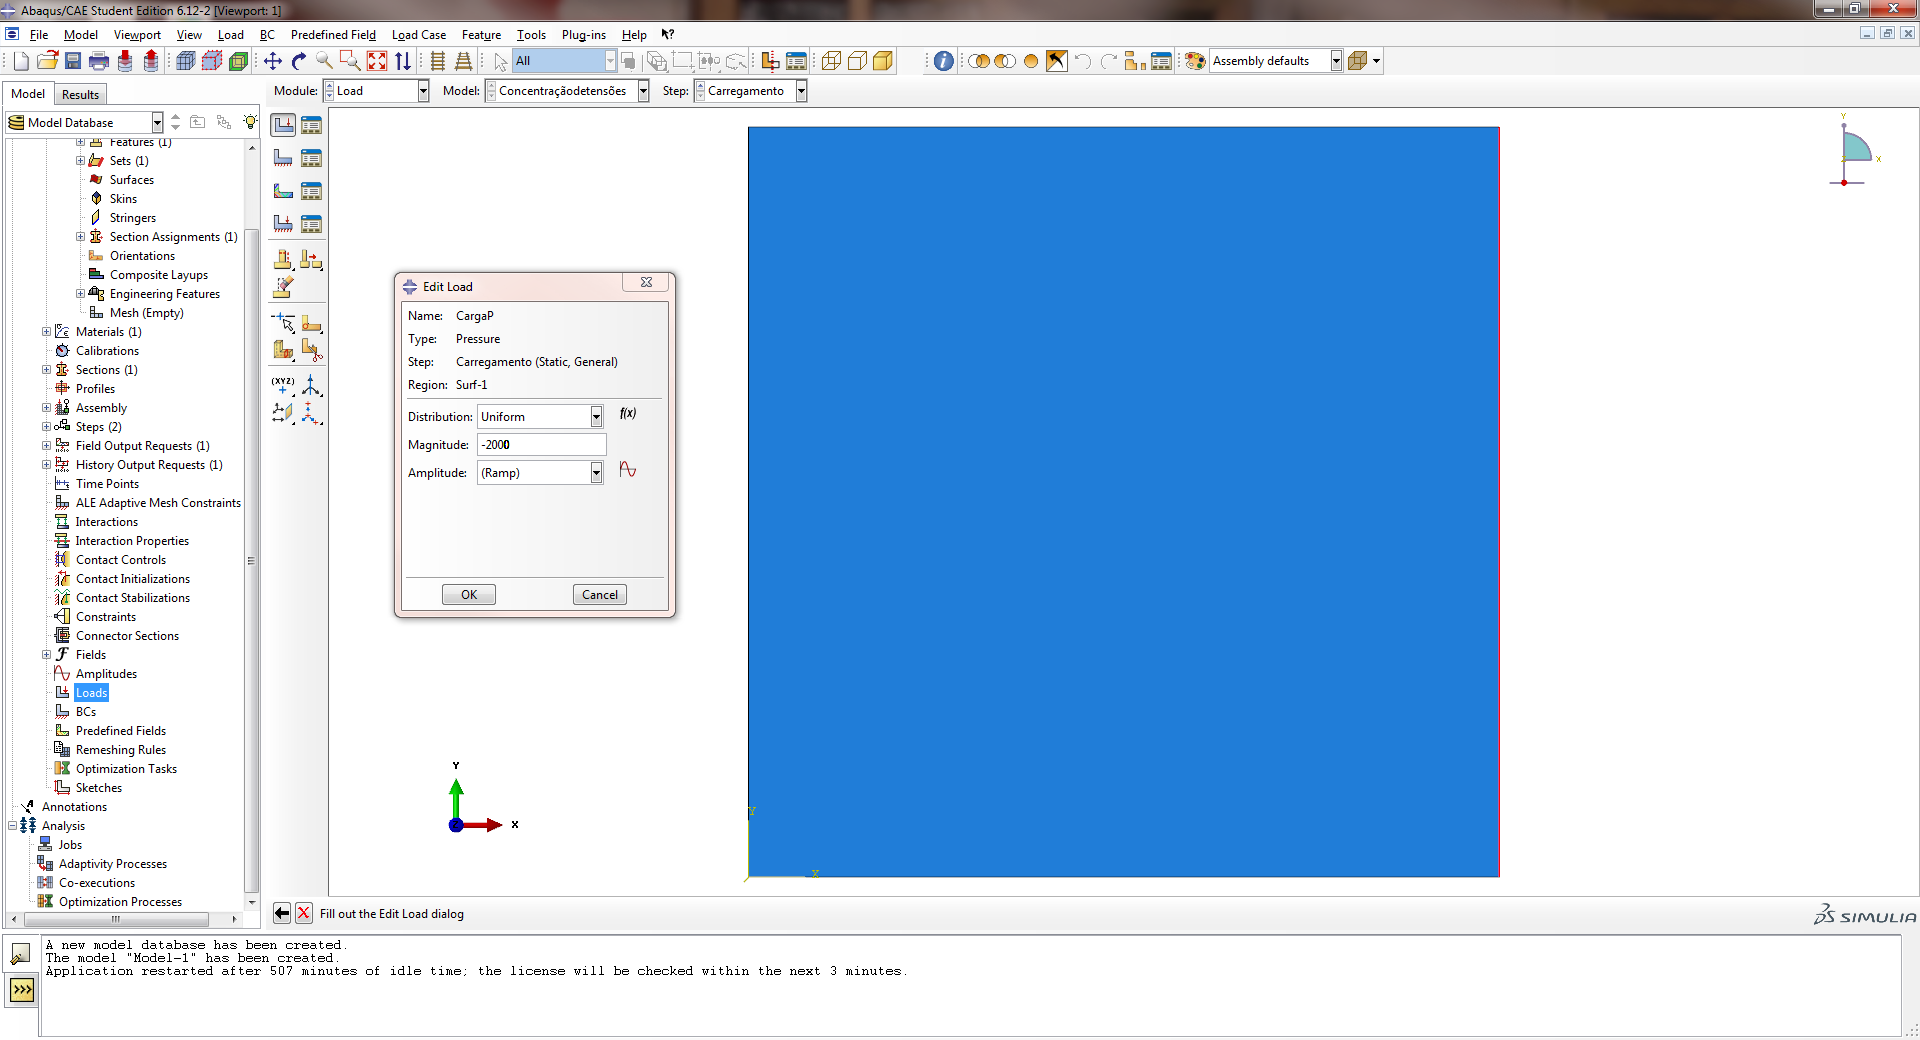 Abaqus/CAE Student Edition 6.12-2 [Viewport: 1]
File Model Viewport View Load BC Predefined Field Load Case Feature Tools Plug-ins Help
All
Assembly defaults
Model Results
Module: Load Model: Concentraçãodetensões Step: Carregamento
Model Database
Features (1)
Sets (1)
Surfaces
Skins
Stringers
Section Assignments (1)
Orientations
Composite Layups
Engineering Features
Mesh (Empty)
Materials (1)
Calibrations
Sections (1)
Profiles
Assembly
Steps (2)
Field Output Requests (1)
History Output Requests (1)
Time Points
ALE Adaptive Mesh Constraints
Interactions
Interaction Properties
Contact Controls
Contact Initializations
Contact Stabilizations
Constraints
Connector Sections
Fields
Amplitudes
Loads
BCs
Predefined Fields
Remeshing Rules
Optimization Tasks
Sketches
Annotations
Analysis
Jobs
Adaptivity Processes
Co-executions
Optimization Processes
(XYZ)
Edit Load
Name: CargaP
Type: Pressure
Step: Carregamento (Static, General)
Region: Surf-1
Distribution: Uniform f(x)
Magnitude: -2000
Amplitude: (Ramp)
OK Cancel
Y
X
Y
X
Y
X
Fill out the Edit Load dialog
SIMULIA
A new model database has been created.
The model "Model-1" has been created.
Application restarted after 507 minutes of idle time; the license will be checked within the next 3 minutes.
>>>